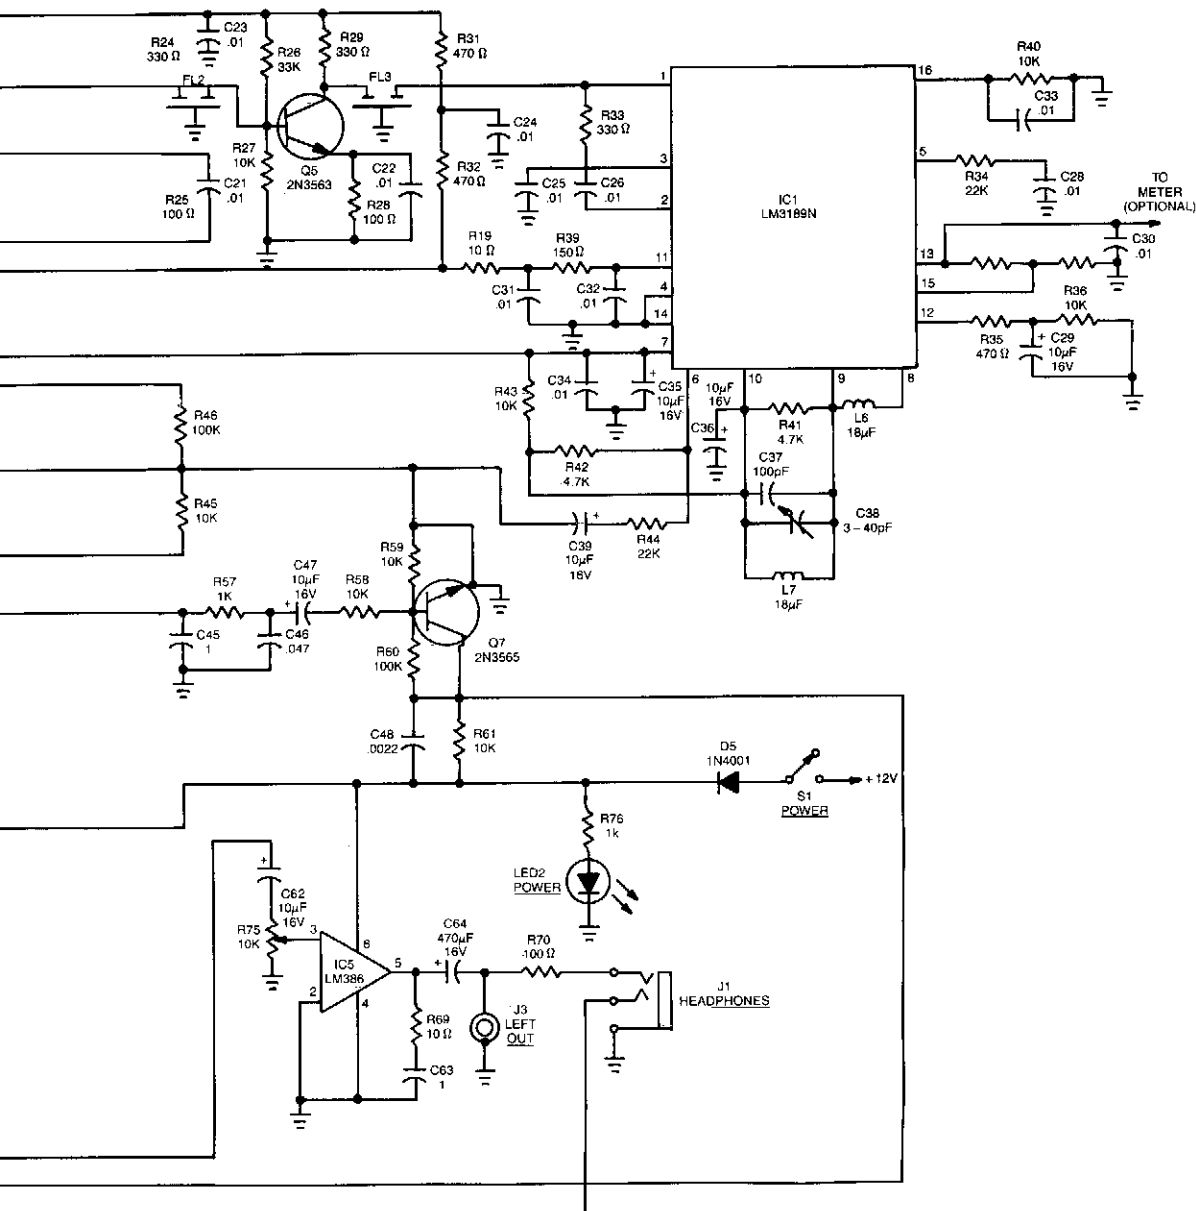 C23
.01
R24
330 Ω
R26
33K
R29
330 Ω
R31
470 Ω
FL2
FL3
1
16
R40
10K
C33
.01
R33
330 Ω
C24
.01
R27
10K
Q5
2N3563
C22
.01
R32
470 Ω
3
5
R34
22K
C28
.01
TO
METER
(OPTIONAL)
R25
100 Ω
C21
.01
R28
100 Ω
C25
.01
C26
.01
2
IC1
LM3189N
R19
10 Ω
R39
150 Ω
11
13
C30
.01
C31
.01
C32
.01
4
15
R36
10K
14
12
R35
470 Ω
+ C29
10µF
16V
7
6
10
9
8
R43
10K
C34
.01
+
C35
10µF
16V
10µF
16V
C36
+
R41
4.7K
L6
18µF
R46
100K
R42
4.7K
C37
100pF
R45
10K
C38
3 – 40pF
+
C39
10µF
16V
R44
22K
L7
18µF
R59
10K
R57
1K
C47
10µF
16V
+
R58
10K
C45
1
C46
.047
R60
100K
Q7
2N3565
C48
.0022
R61
10K
D5
1N4001
S1
POWER
+ 12V
R76
1k
LED2
POWER
+
C62
10µF
16V
R75
10K
3
6
IC5
LM386
5
2
4
C64
470µF
16V
+
R70
100 Ω
J1
HEADPHONES
R69
10 Ω
J3
LEFT
OUT
C63
1